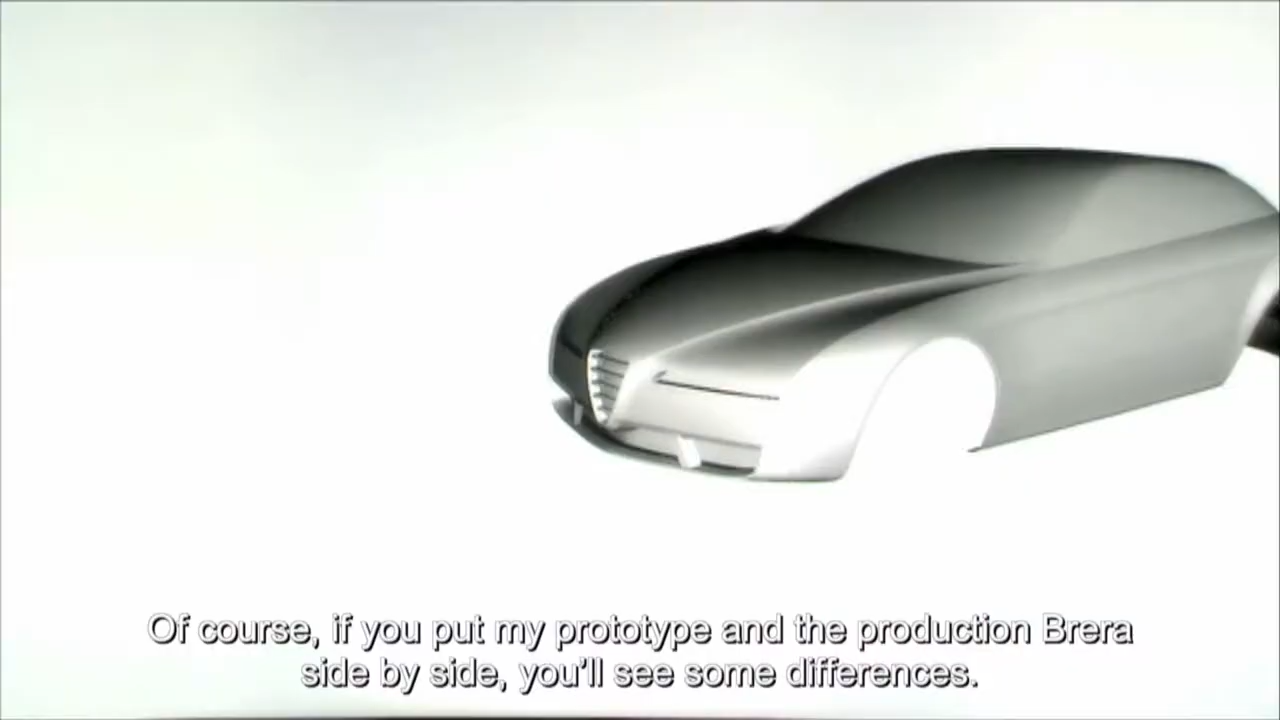 Of course, if you put my prototype and the production Brera
side by side, you'll see some differences.